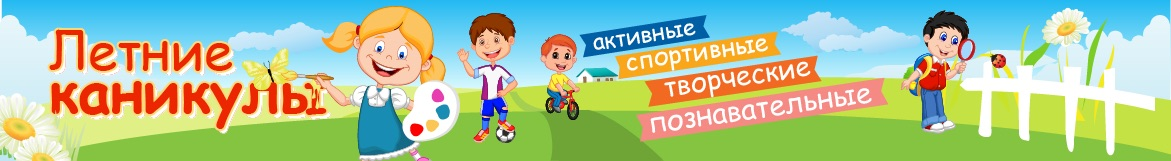 Летние
каникулы
активные
спортивные
творческие
познавательные